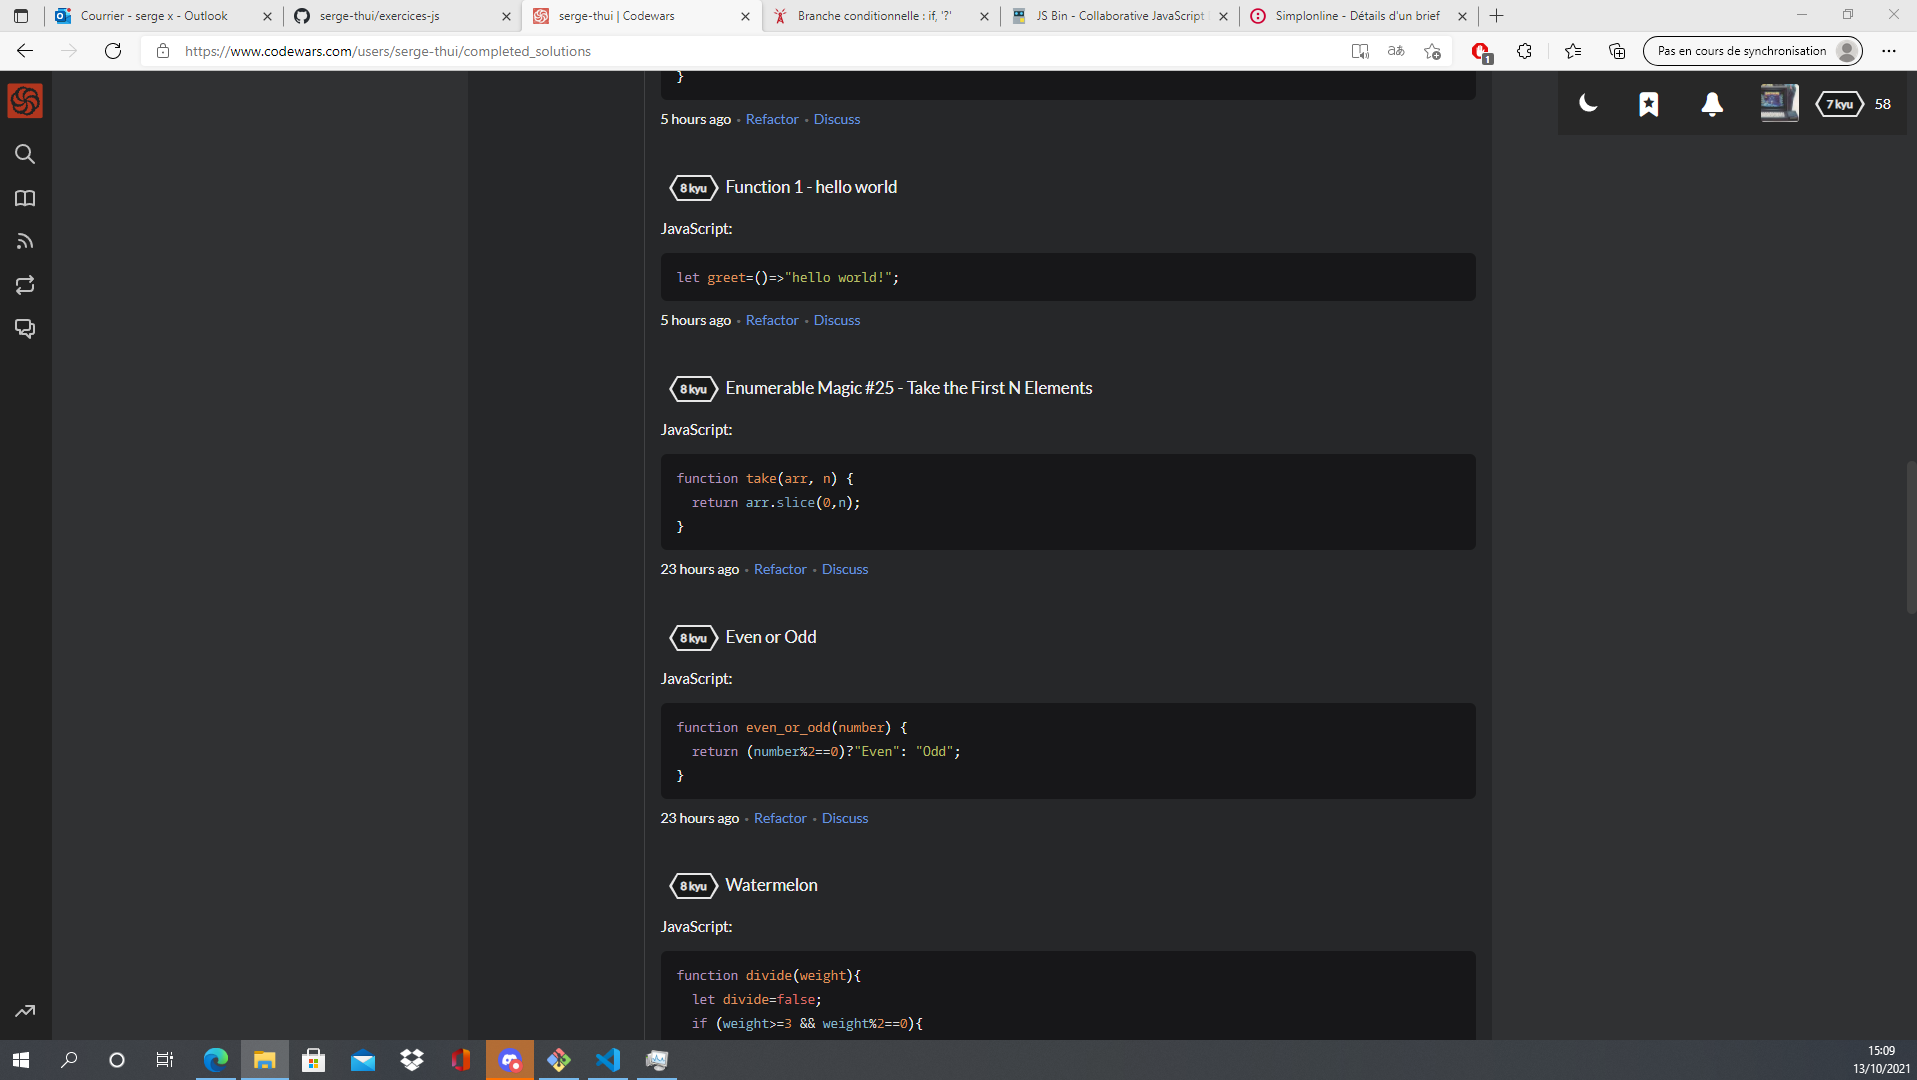 Courrier - serge x - Outlook
serge-thui/exercices-js
serge-thui | Codewars
Branche conditionnelle : if, '?'
JS Bin - Collaborative JavaScript
Simplonline - Détails d'un brief
https://www.codewars.com/users/serge-thui/completed_solutions
aあ
1
Pas en cours de synchronisation
7 kyu
58
}
5 hours ago • Refactor • Discuss
8 kyu Function 1 - hello world
JavaScript:
let greet=()=>"hello world!";
5 hours ago • Refactor • Discuss
8 kyu Enumerable Magic #25 - Take the First N Elements
JavaScript:
function take(arr, n) {
return arr.slice(0,n);
}
23 hours ago • Refactor • Discuss
8 kyu Even or Odd
JavaScript:
function even_or_odd(number) {
return (number%2==0)?"Even": "Odd";
}
23 hours ago • Refactor • Discuss
8 kyu Watermelon
JavaScript:
function divide(weight){
let divide=false;
if (weight>=3 && weight%2==0){
15:09
13/10/2021